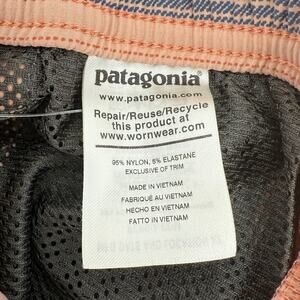 patagonia®
www.patagonia.com
Repair/Reuse/Recycle
this product at
www.wornwear.com
95% NYLON, 5% ELASTANE
EXCLUSIVE OF TRIM
MADE IN VIETNAM
FABRIQUÉ AU VIETNAM
HECHO EN VIETNAM
FATTO IN VIETNAM